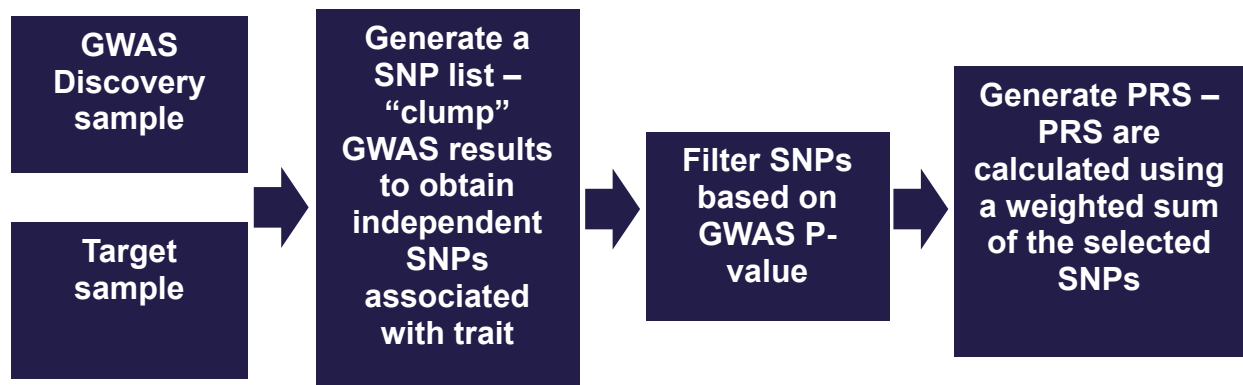 GWAS
Discovery
sample
Target
sample
Generate a
SNP list –
“clump”
GWAS results
to obtain
independent
SNPs
associated
with trait
Filter SNPs
based on
GWAS P-
value
Generate PRS –
PRS are
calculated using
a weighted sum
of the selected
SNPs